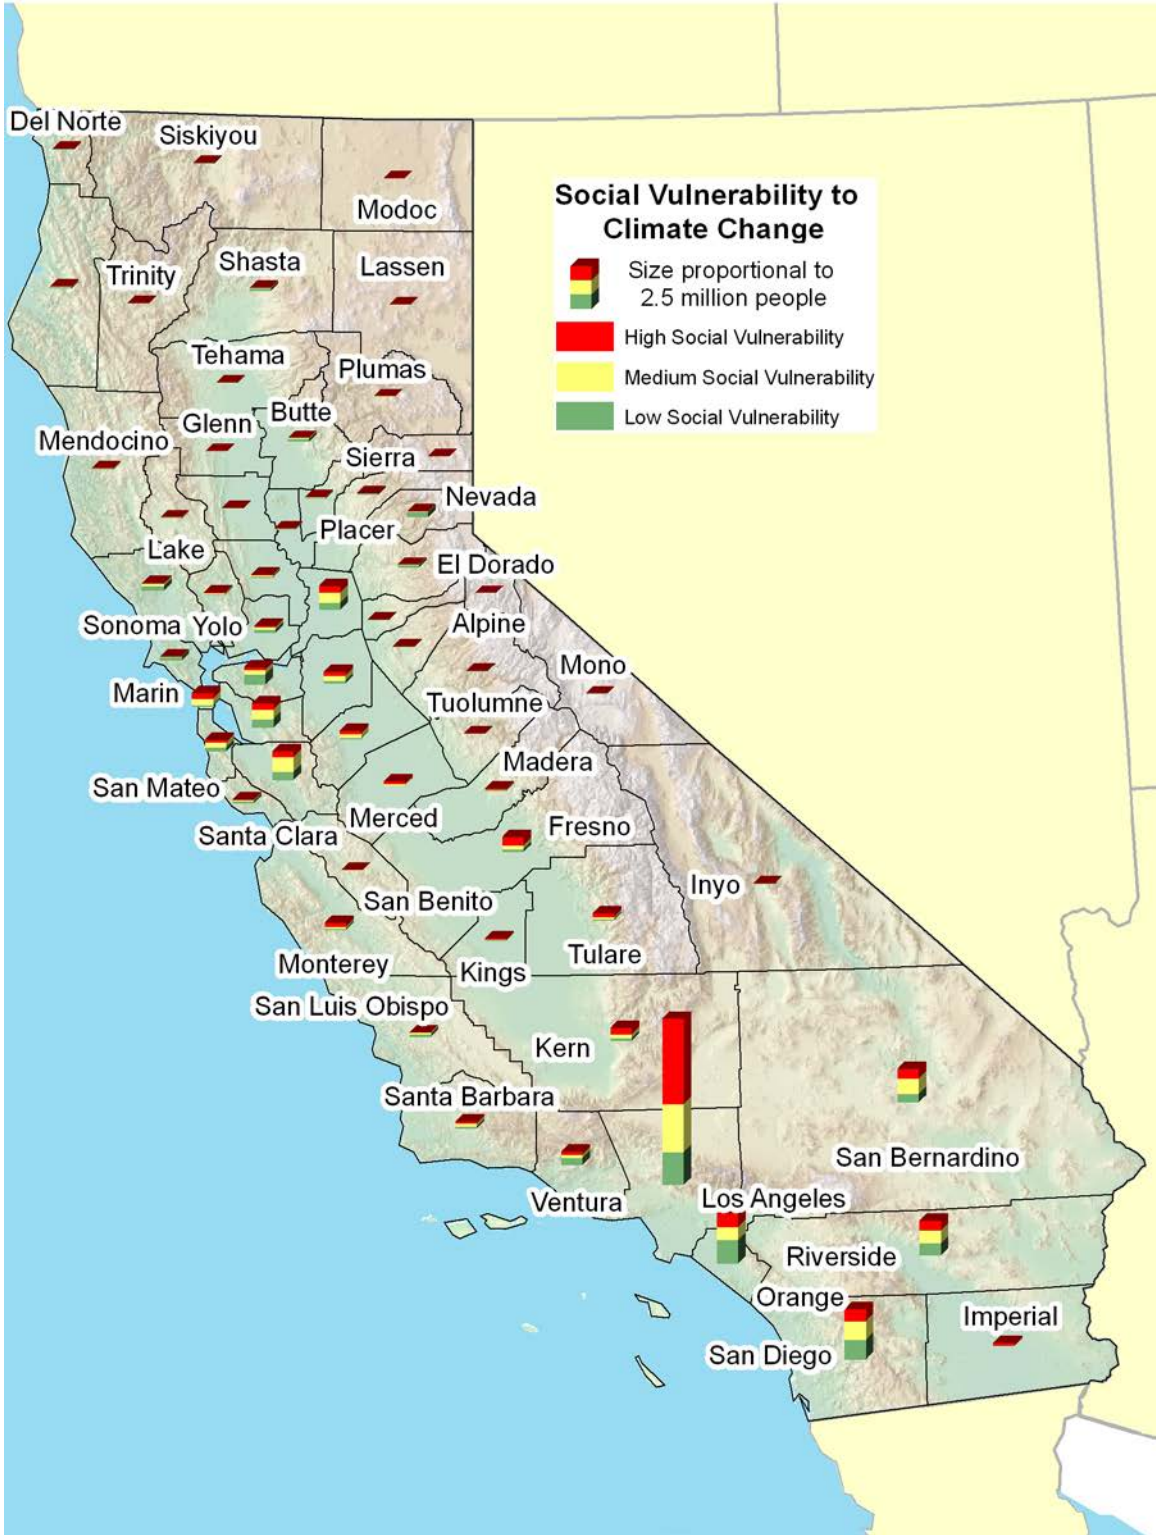 Del Norte
Siskiyou
Modoc
Social Vulnerability to
Climate Change
Size proportional to
2.5 million people
High Social Vulnerability
Medium Social Vulnerability
Low Social Vulnerability
Trinity
Shasta
Lassen
Tehama
Plumas
Glenn
Butte
Mendocino
Sierra
Nevada
Placer
Lake
El Dorado
Sonoma
Yolo
Alpine
Mono
Marin
Tuolumne
Madera
San Mateo
Merced
Santa Clara
Fresno
Inyo
San Benito
Tulare
Monterey
Kings
San Luis Obispo
Kern
Santa Barbara
San Bernardino
Ventura
Los Angeles
Riverside
Orange
Imperial
San Diego